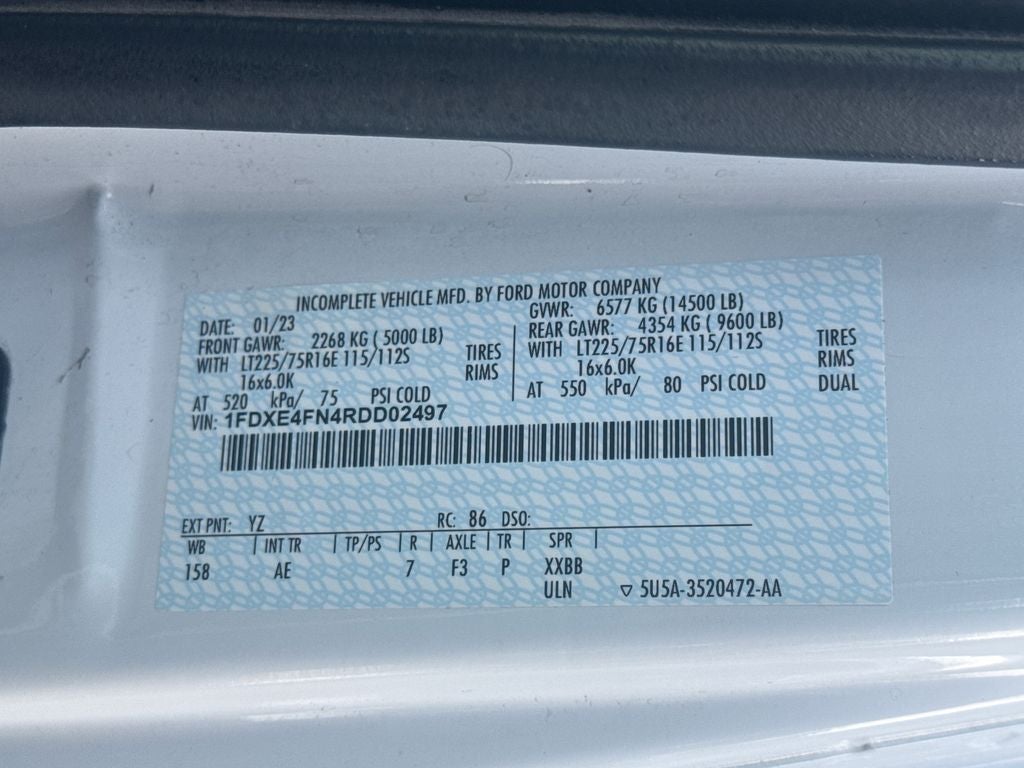 INCOMPLETE VEHICLE MFD. BY FORD MOTOR COMPANY
DATE: 01/23 GVWR: 6577 KG (14500 LB)
FRONT GAWR: 2268 KG ( 5000 LB) REAR GAWR: 4354 KG ( 9600 LB)
WITH LT225/75R16E 115/112S TIRES WITH LT225/75R16E 115/112S TIRES
16x6.0K RIMS 16x6.0K RIMS
AT 520 kPa/ 75 PSI COLD AT 550 kPa/ 80 PSI COLD DUAL
VIN: 1FDXE4FN4RDD02497
EXT PNT: YZ RC: 86 DSO:
WB INT TR TP/PS R AXLE TR SPR
158 AE 7 F3 P XXBB
ULN ▽ 5U5A-3520472-AA